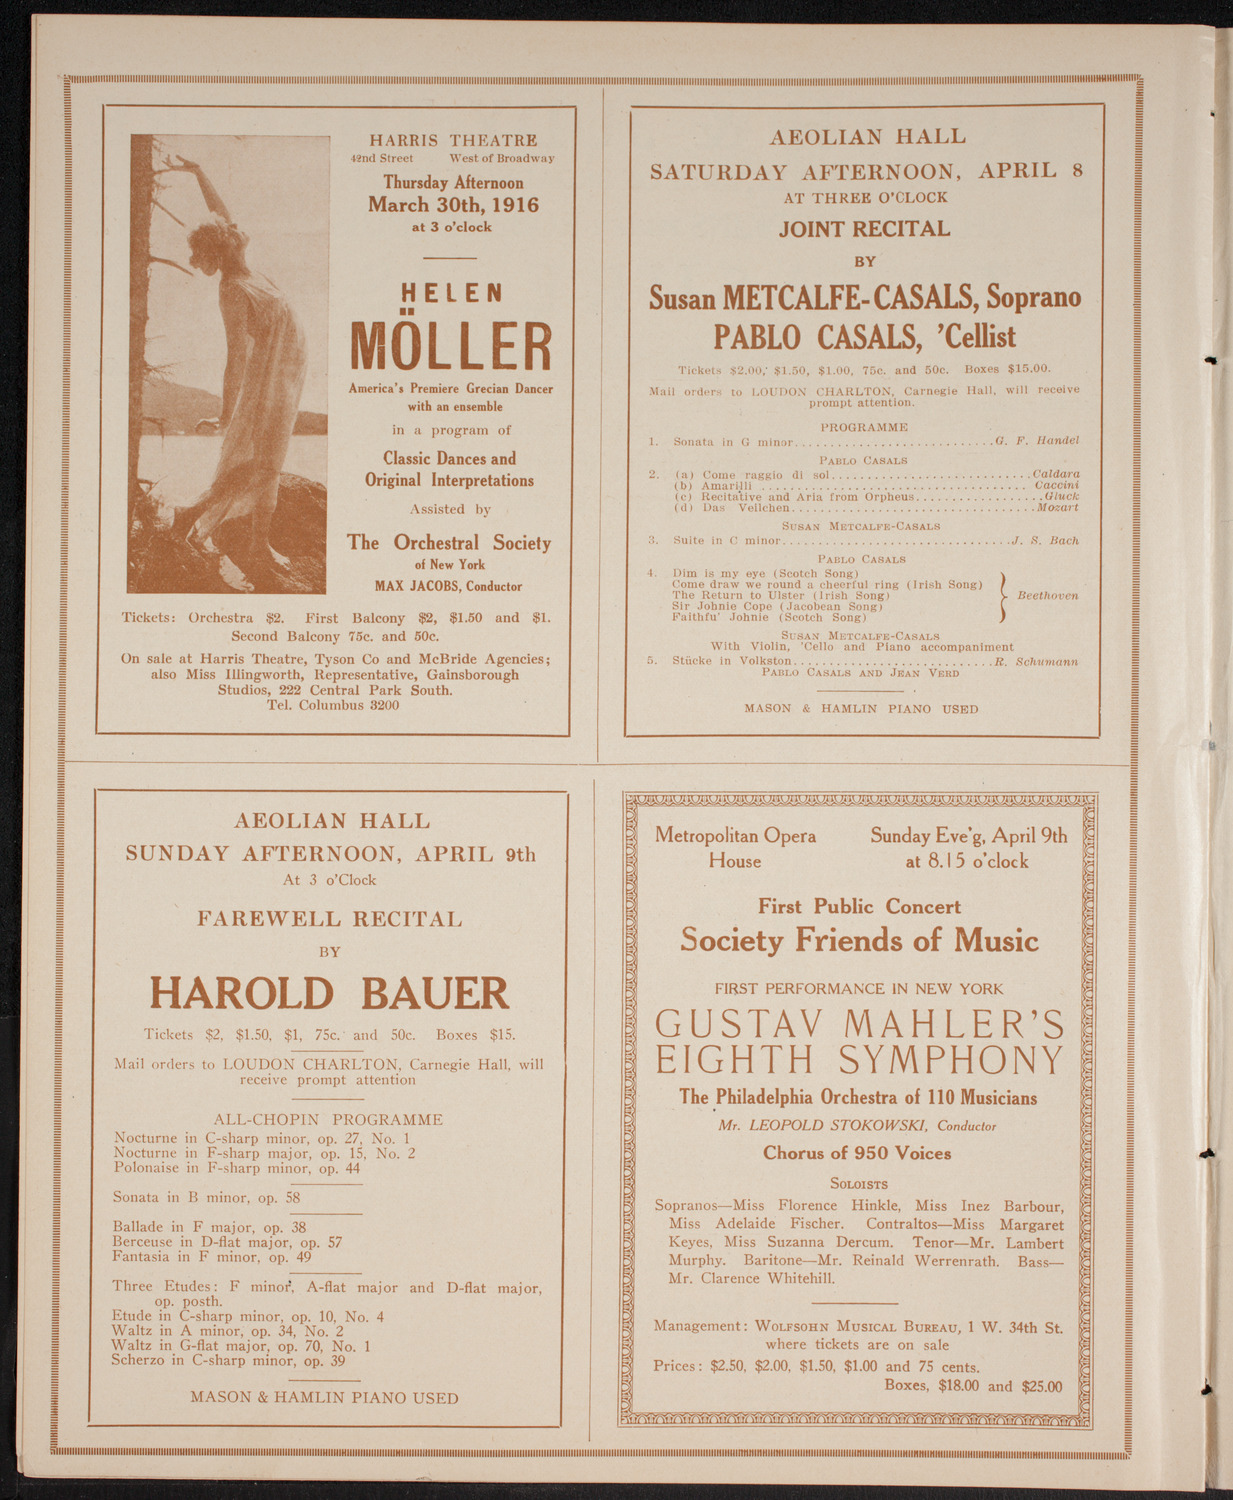 HARRIS THEATRE
42nd Street West of Broadway
Thursday Afternoon
March 30th, 1916
at 3 o'clock
HELEN
MÖLLER
America's Premiere Grecian Dancer
with an ensemble
in a program of
Classic Dances and
Original Interpretations
Assisted by
The Orchestral Society
of New York
MAX JACOBS, Conductor
Tickets: Orchestra $2. First Balcony $2, $1.50 and $1.
Second Balcony 75c. and 50c.
On sale at Harris Theatre, Tyson Co and McBride Agencies;
also Miss Illingworth, Representative, Gainsborough
Studios, 222 Central Park South.
Tel. Columbus 3200
AEOLIAN HALL
SATURDAY AFTERNOON, APRIL 8
AT THREE O'CLOCK
JOINT RECITAL
BY
Susan METCALFE-CASALS, Soprano
PABLO CASALS, 'Cellist
Tickets $2.00, $1.50, $1.00, 75c. and 50c. Boxes $15.00.
Mail orders to LOUDON CHARLTON, Carnegie Hall, will receive
prompt attention.
PROGRAMME
1. Sonata in G minor............................G. F. Handel
PABLO CASALS
2. (a) Come raggio di sol............................Caldara
(b) Amarilli......................................Caccini
(c) Recitative and Aria from Orpheus..................Gluck
(d) Das Veilchen..................................Mozart
SUSAN METCALFE-CASALS
3. Suite in C minor................................J. S. Bach
PABLO CASALS
4. Dim is my eye (Scotch Song)
Come draw we round a cheerful ring (Irish Song)
The Return to Ulster (Irish Song) Beethoven
Sir Johnie Cope (Jacobean Song)
Faithfu' Johnie (Scotch Song)
SUSAN METCALFE-CASALS
With Violin, 'Cello and Piano accompaniment
5. Stücke in Volkston............................R. Schumann
PABLO CASALS AND JEAN VERD
MASON & HAMLIN PIANO USED
AEOLIAN HALL
SUNDAY AFTERNOON, APRIL 9th
At 3 o'Clock
FAREWELL RECITAL
BY
HAROLD BAUER
Tickets $2, $1.50, $1, 75c. and 50c. Boxes $15.
Mail orders to LOUDON CHARLTON, Carnegie Hall, will
receive prompt attention
ALL-CHOPIN PROGRAMME
Nocturne in C-sharp minor, op. 27, No. 1
Nocturne in F-sharp major, op. 15, No. 2
Polonaise in F-sharp minor, op. 44
Sonata in B minor, op. 58
Ballade in F major, op. 38
Berceuse in D-flat major, op. 57
Fantasia in F minor, op. 49
Three Etudes: F minor, A-flat major and D-flat major,
op. posth.
Etude in C-sharp minor, op. 10, No. 4
Waltz in A minor, op. 34, No. 2
Waltz in G-flat major, op. 70, No. 1
Scherzo in C-sharp minor, op. 39
MASON & HAMLIN PIANO USED
Metropolitan Opera Sunday Eve'g, April 9th
House at 8.15 o'clock
First Public Concert
Society Friends of Music
FIRST PERFORMANCE IN NEW YORK
GUSTAV MAHLER'S
EIGHTH SYMPHONY
The Philadelphia Orchestra of 110 Musicians
Mr. LEOPOLD STOKOWSKI, Conductor
Chorus of 950 Voices
SOLOISTS
Sopranos—Miss Florence Hinkle, Miss Inez Barbour,
Miss Adelaide Fischer. Contraltos—Miss Margaret
Keyes, Miss Suzanna Dercum. Tenor—Mr. Lambert
Murphy. Baritone—Mr. Reinald Werrenrath. Bass—
Mr. Clarence Whitehill.
Management: WOLFSOHN MUSICAL BUREAU, 1 W. 34th St.
where tickets are on sale
Prices: $2.50, $2.00, $1.50, $1.00 and 75 cents.
Boxes, $18.00 and $25.00